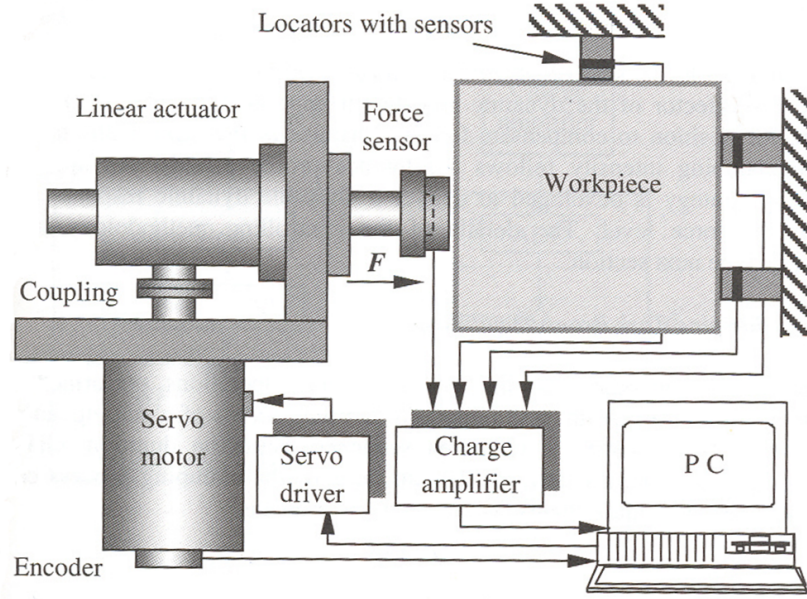 Locators with sensors
Linear actuator
Force
sensor
Workpiece
F
Coupling
Servo
motor
Servo
driver
Charge
amplifier
P C
Encoder